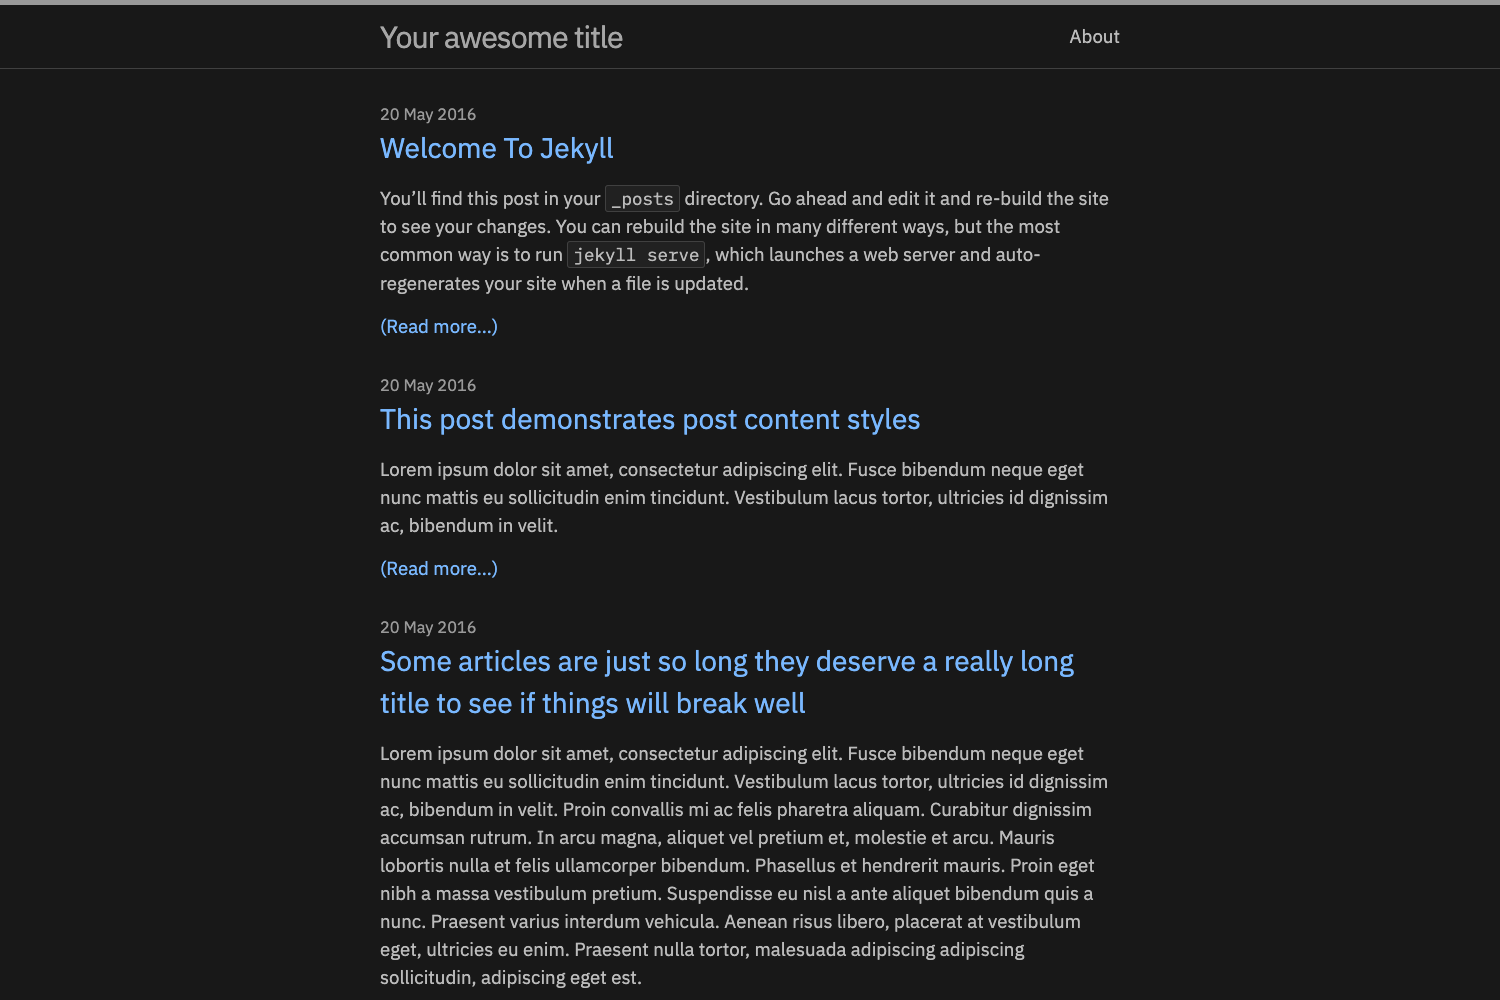 Your awesome title
About
20 May 2016
Welcome To Jekyll
You’ll find this post in your _posts directory. Go ahead and edit it and re-build the site
to see your changes. You can rebuild the site in many different ways, but the most
common way is to run jekyll serve, which launches a web server and auto-
regenerates your site when a file is updated.
(Read more...)
20 May 2016
This post demonstrates post content styles
Lorem ipsum dolor sit amet, consectetur adipiscing elit. Fusce bibendum neque eget
nunc mattis eu sollicitudin enim tincidunt. Vestibulum lacus tortor, ultricies id dignissim
ac, bibendum in velit.
(Read more...)
20 May 2016
Some articles are just so long they deserve a really long
title to see if things will break well
Lorem ipsum dolor sit amet, consectetur adipiscing elit. Fusce bibendum neque eget
nunc mattis eu sollicitudin enim tincidunt. Vestibulum lacus tortor, ultricies id dignissim
ac, bibendum in velit. Proin convallis mi ac felis pharetra aliquam. Curabitur dignissim
accumsan rutrum. In arcu magna, aliquet vel pretium et, molestie et arcu. Mauris
lobortis nulla et felis ullamcorper bibendum. Phasellus et hendrerit mauris. Proin eget
nibh a massa vestibulum pretium. Suspendisse eu nisl a ante aliquet bibendum quis a
nunc. Praesent varius interdum vehicula. Aenean risus libero, placerat at vestibulum
eget, ultricies eu enim. Praesent nulla tortor, malesuada adipiscing adipiscing
sollicitudin, adipiscing eget est.